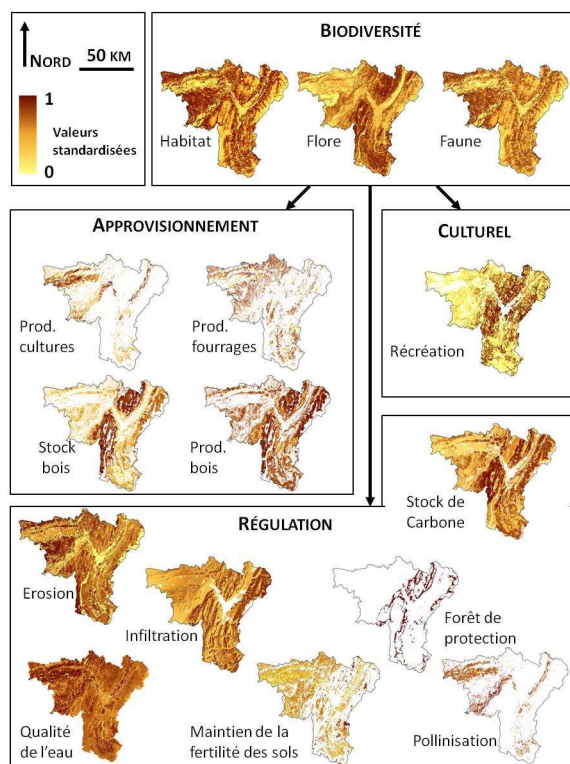 NORD 50 KM
1
Valeurs
standardisées
0
BIODIVERSITÉ
Habitat Flore Faune
APPROVISIONNEMENT
Prod.
cultures
Prod.
fourrages
Stock
bois
Prod.
bois
CULTUREL
Récréation
Stock de
Carbone
RÉGULATION
Erosion
Infiltration
Forêt de
protection
Qualité
de l'eau
Maintien de la
fertilité des sols
Pollinisation